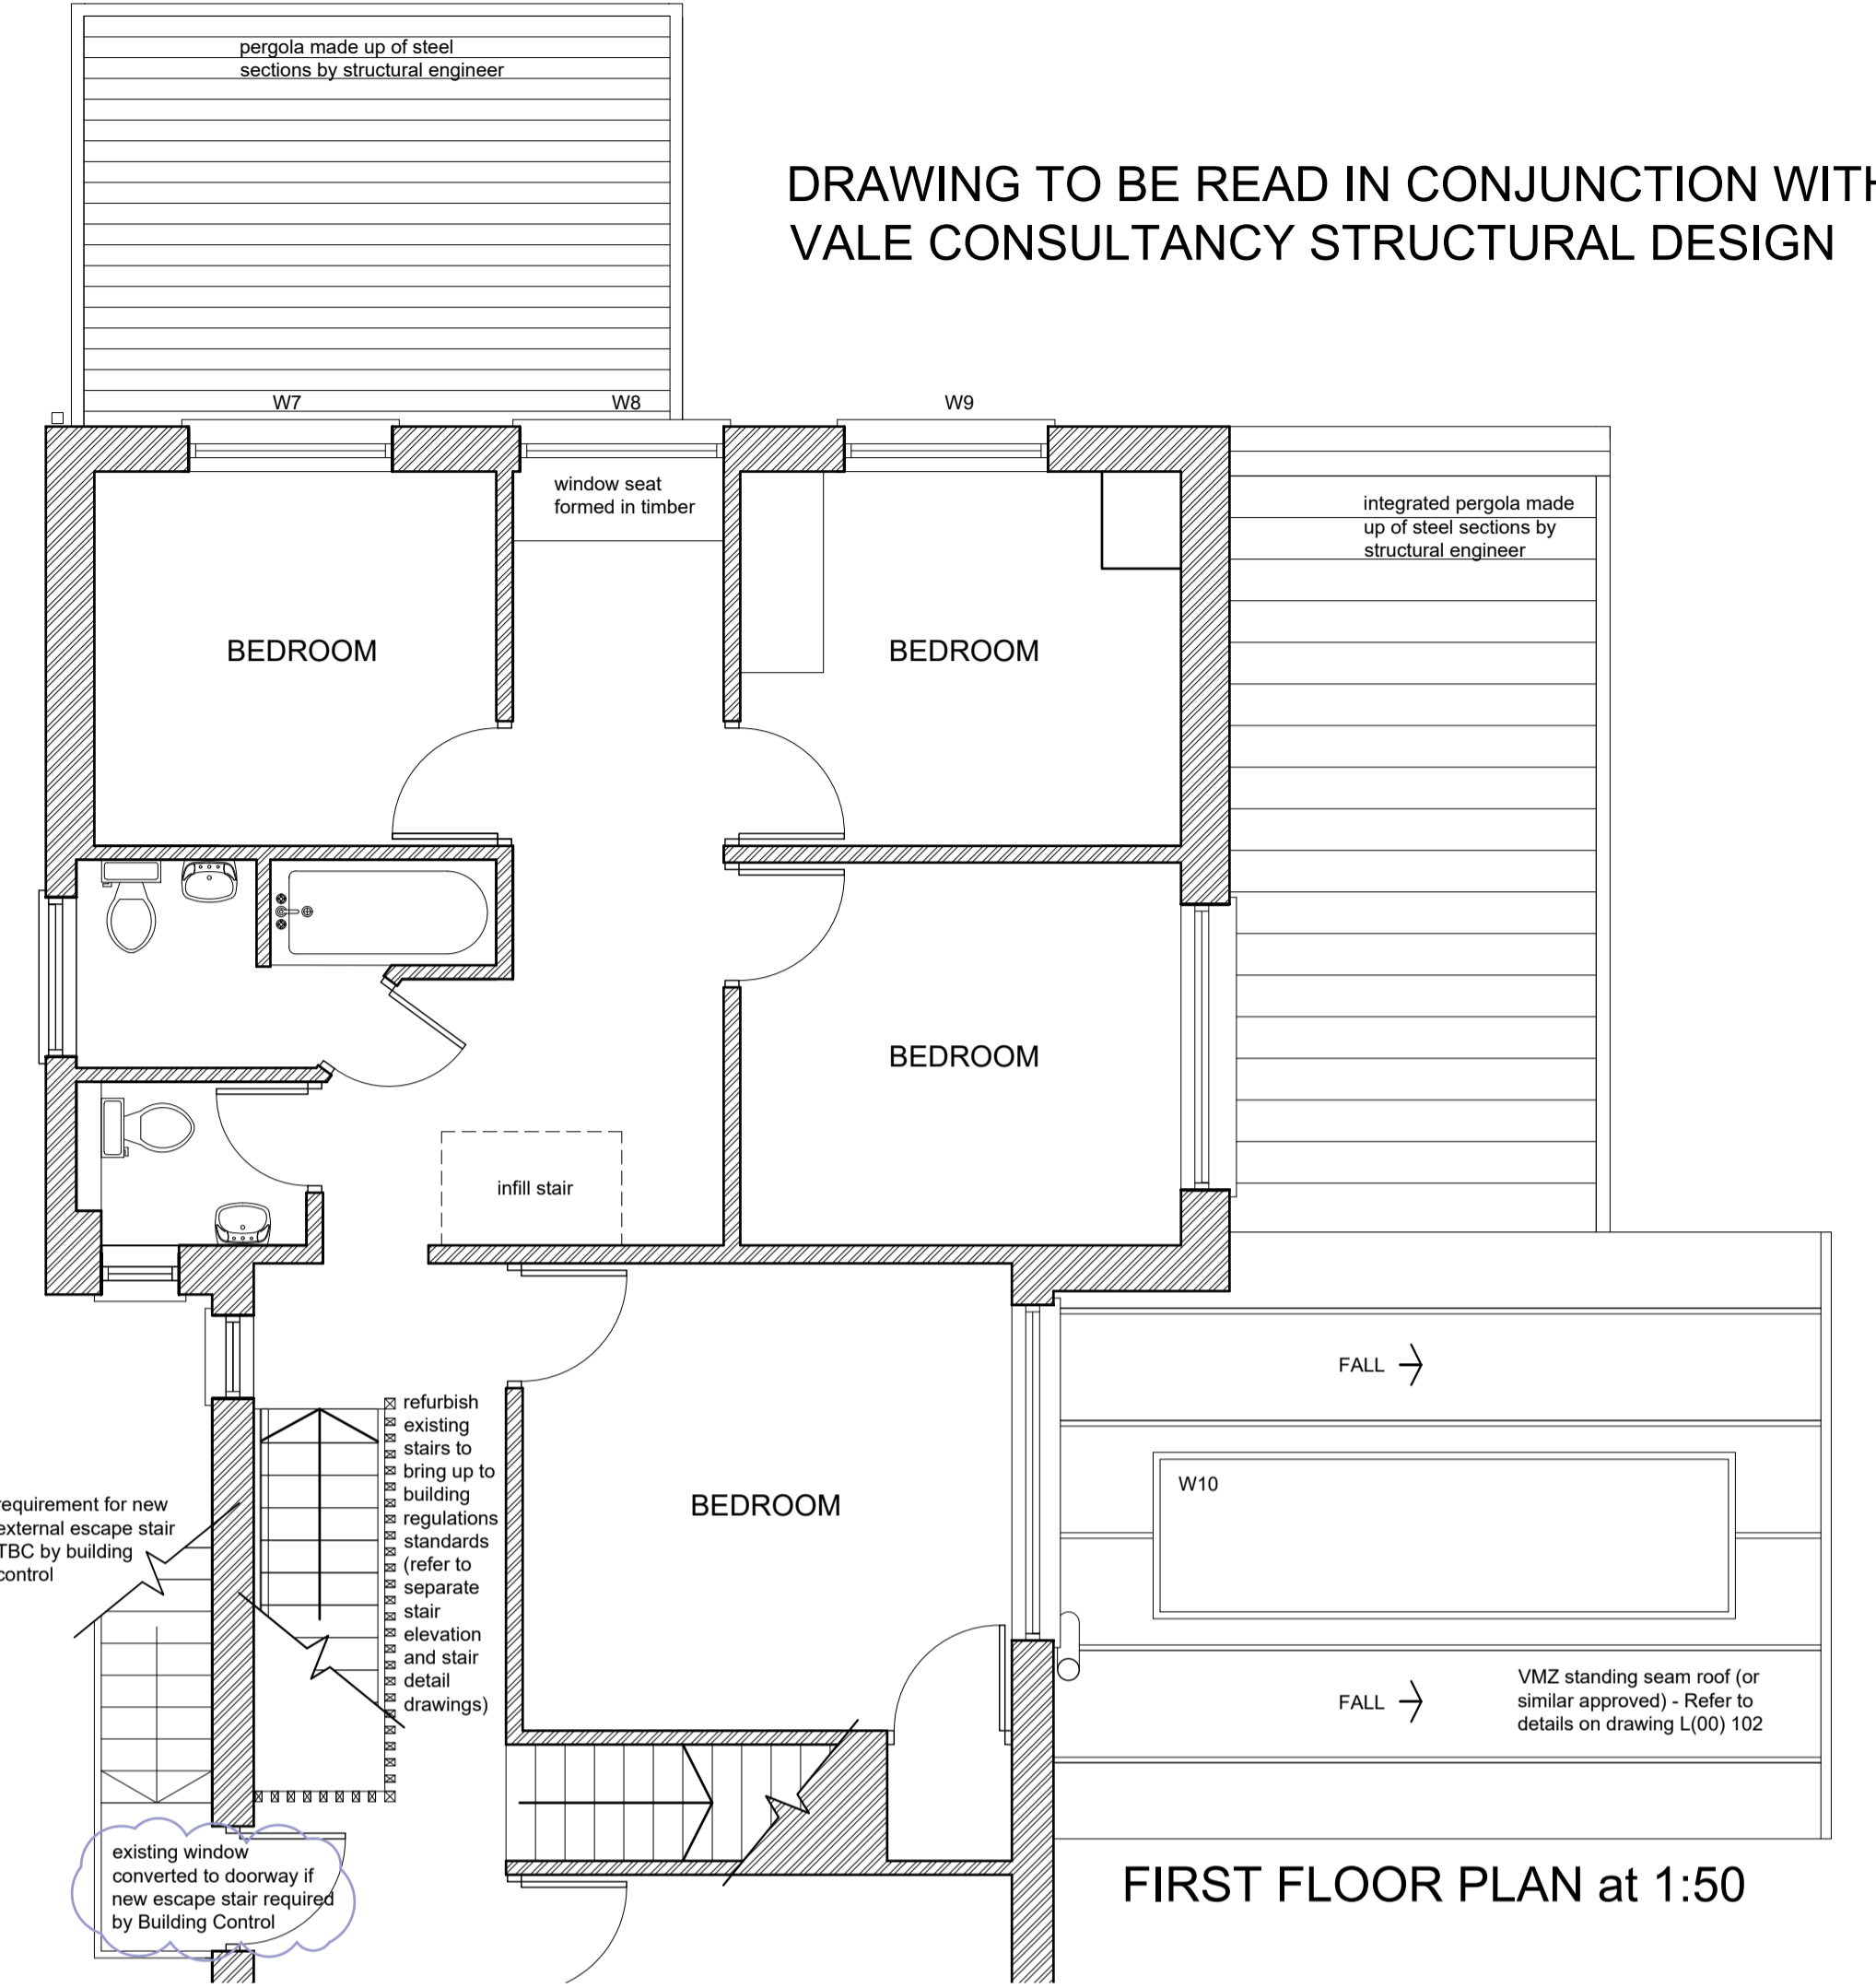 pergola made up of steel
sections by structural engineer
DRAWING TO BE READ IN CONJUNCTION WITH
VALE CONSULTANCY STRUCTURAL DESIGN
W7
W8
W9
window seat
formed in timber
integrated pergola made
up of steel sections by
structural engineer
BEDROOM
BEDROOM
BEDROOM
infill stair
FALL
refurbish
existing
stairs to
bring up to
building
regulations
standards
(refer to
separate
stair
elevation
and stair
detail
drawings)
requirement for new
external escape stair
TBC by building
control
BEDROOM
W10
FALL
VMZ standing seam roof (or
similar approved) - Refer to
details on drawing L(00) 102
existing window
converted to doorway if
new escape stair required
by Building Control
FIRST FLOOR PLAN at 1:50